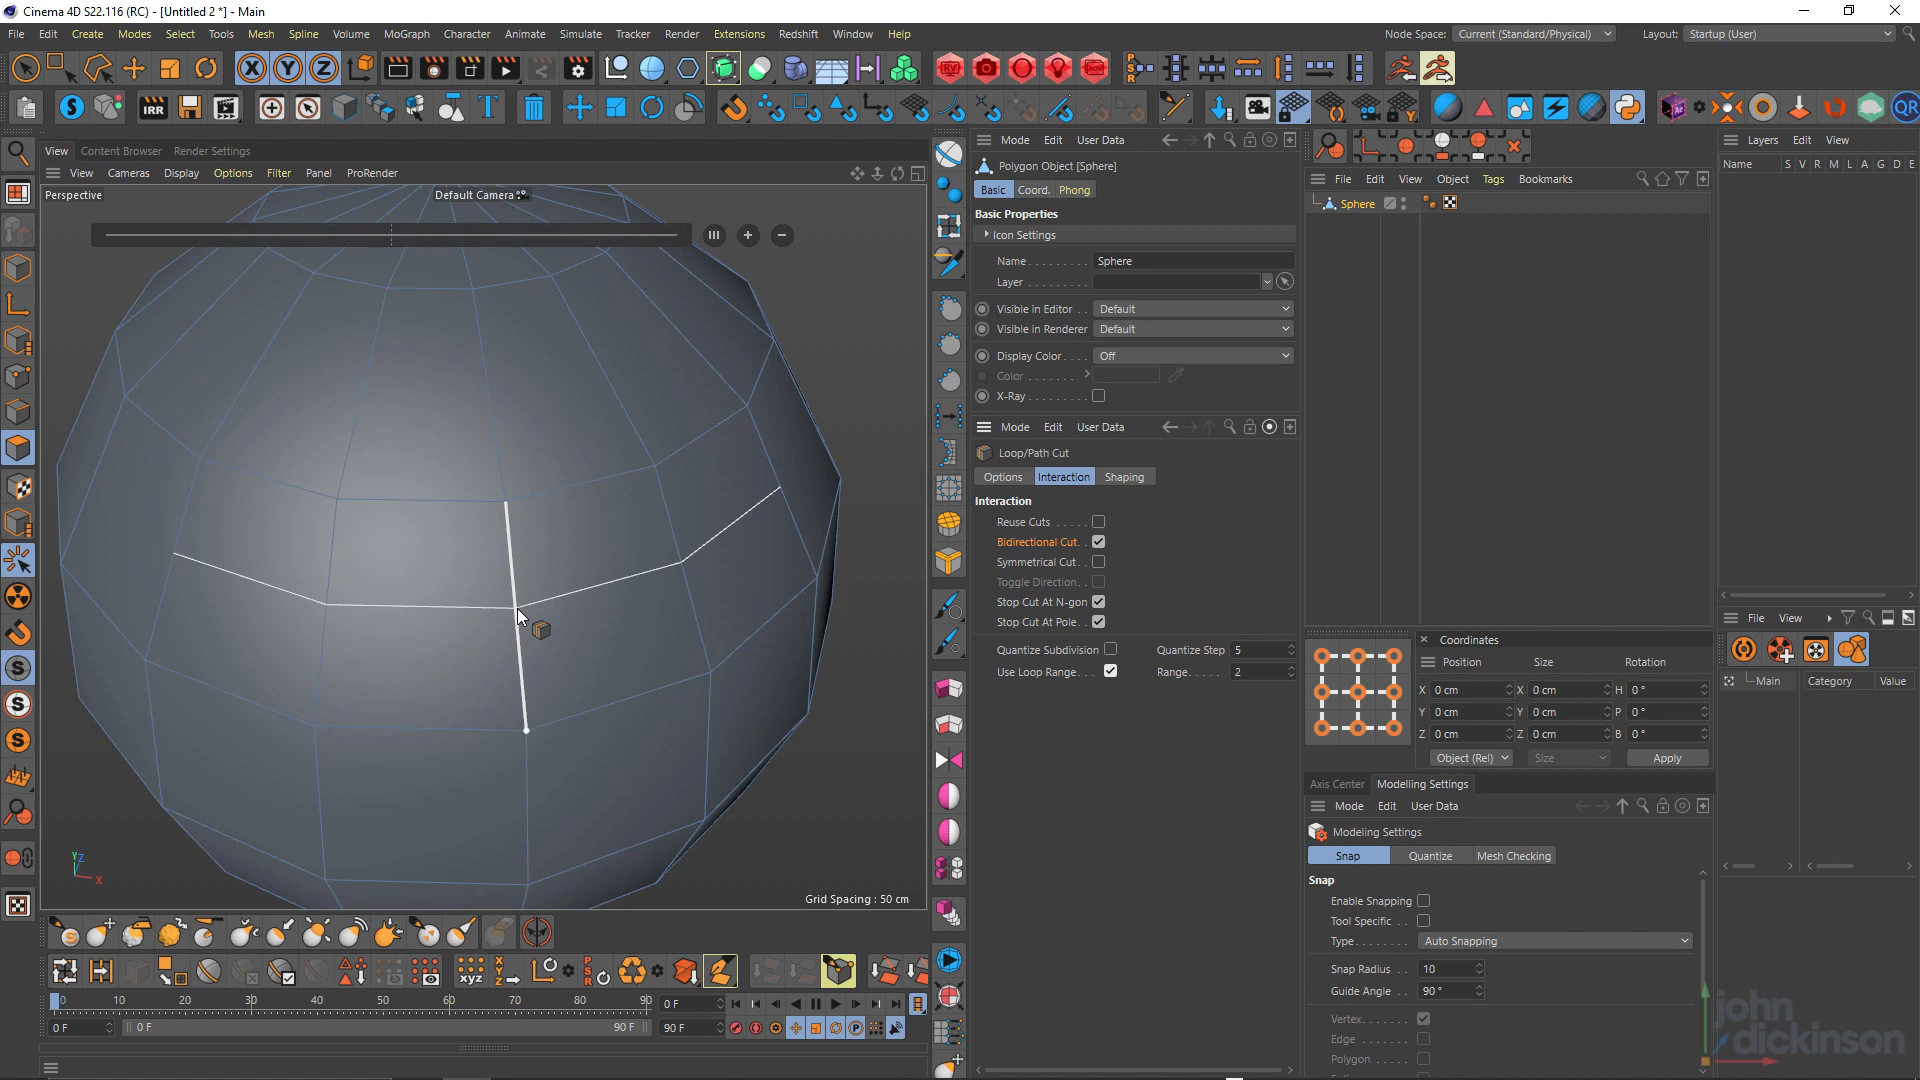 Cinema 4D S22.116 (RC) - [Untitled 2 *] - Main
File Edit Create Modes Select Tools Mesh Spline Volume MoGraph Character Animate Simulate Tracker Render Extensions Redshift Window Help
Node Space: Current (Standard/Physical) Layout: Startup (User)
View Content Browser Render Settings
View Cameras Display Options Filter Panel ProRender
Perspective Default Camera
Grid Spacing : 50 cm
Mode Edit User Data
Polygon Object [Sphere]
Basic Coord. Phong
Basic Properties
Icon Settings
Name Sphere
Layer
Visible in Editor Default
Visible in Renderer Default
Display Color Off
Color
X-Ray
Mode Edit User Data
Loop/Path Cut
Options Interaction Shaping
Interaction
Reuse Cuts
Bidirectional Cut
Symmetrical Cut
Toggle Direction
Stop Cut At N-gon
Stop Cut At Pole
Quantize Subdivision Quantize Step 5
Use Loop Range Range 2
File Edit View Object Tags Bookmarks
Sphere
Layers Edit View
Name S V R M L A G D E
File View
Main Category Value
Coordinates
Position Size Rotation
X 0 cm X 0 cm H 0 °
Y 0 cm Y 0 cm P 0 °
Z 0 cm Z 0 cm B 0 °
Object (Rel) Size Apply
Axis Center Modelling Settings
Mode Edit User Data
Modeling Settings
Snap Quantize Mesh Checking
Snap
Enable Snapping
Tool Specific
Type Auto Snapping
Snap Radius 10
Guide Angle 90 °
Vertex
Edge
Polygon
0 10 20 30 40 50 60 70 80 90 0 F
0 F 0 F 90 F 90 F
john
dickinson